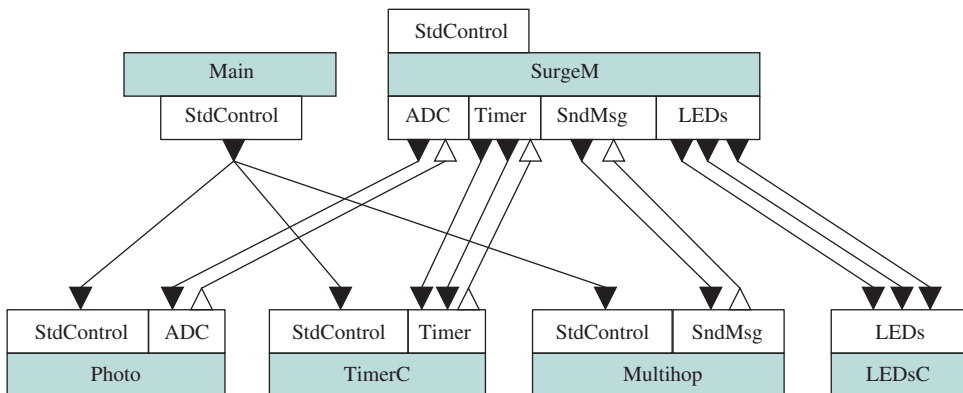 StdControl
Main
SurgeM
StdControl
ADC Timer SndMsg LEDs
StdControl ADC StdControl Timer StdControl SndMsg LEDs
Photo TimerC Multihop LEDsC